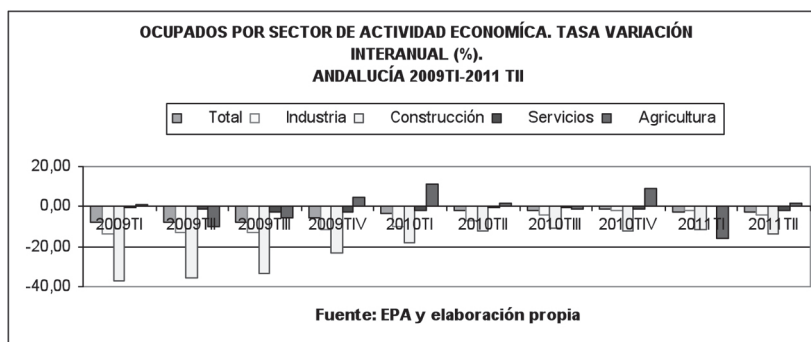 OCUPADOS POR SECTOR DE ACTIVIDAD ECONOMÍCA. TASA VARIACIÓN
INTERANUAL (%).
ANDALUCÍA 2009TI-2011 TII
Total Industria Construcción Servicios Agricultura
20,00
0,00
-20,00
-40,00
2009TI 2009TII 2009TIII 2009TIV 2010TI 2010TII 2010TIII 2010TIV 2011TI 2011TII
Fuente: EPA y elaboración propia